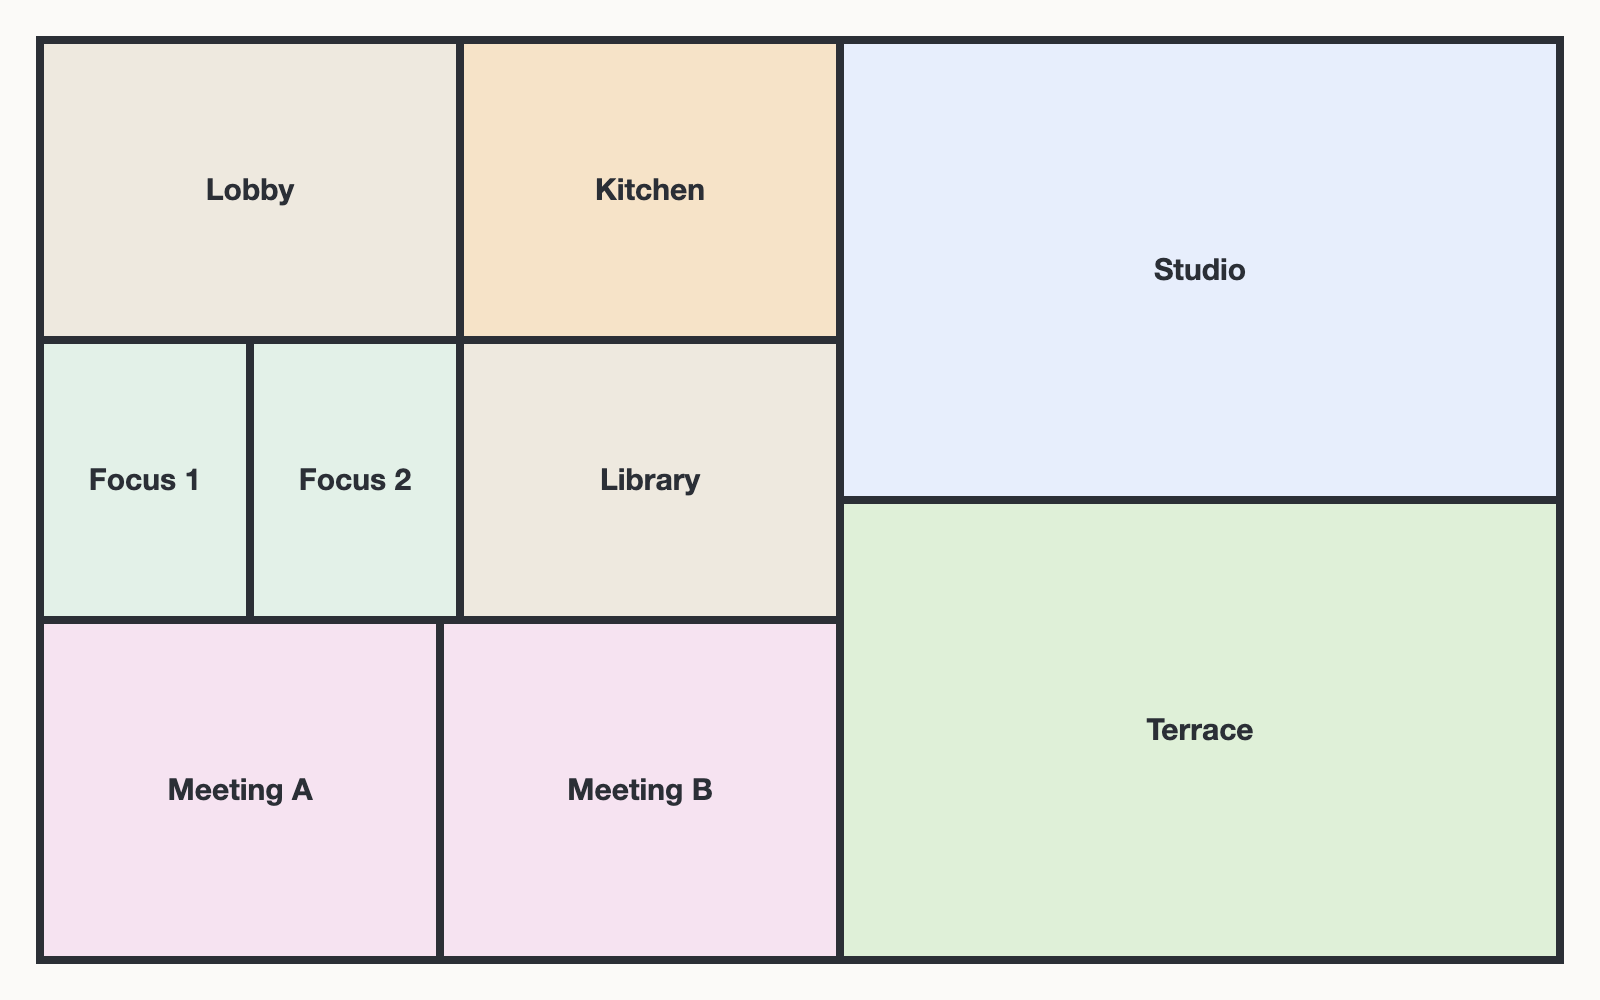 Lobby
Kitchen
Studio
Focus 1
Focus 2
Library
Terrace
Meeting A
Meeting B